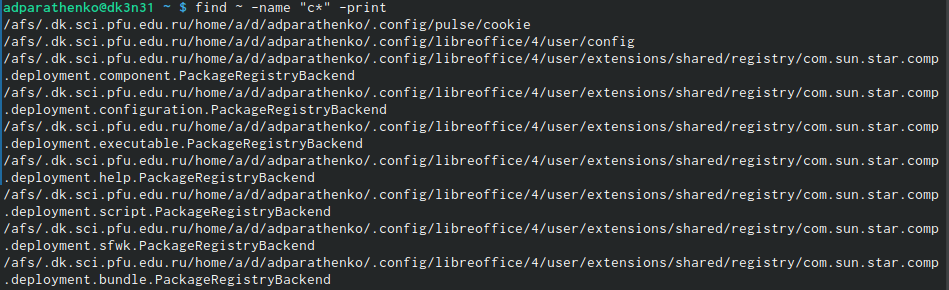 adparathenko@dk3n31 ~ $ find ~ -name "c*" -print
/afs/.dk.sci.pfu.edu.ru/home/a/d/adparathenko/.config/pulse/cookie
/afs/.dk.sci.pfu.edu.ru/home/a/d/adparathenko/.config/libreoffice/4/user/config
/afs/.dk.sci.pfu.edu.ru/home/a/d/adparathenko/.config/libreoffice/4/user/extensions/shared/registry/com.sun.star.comp
.deployment.component.PackageRegistryBackend
/afs/.dk.sci.pfu.edu.ru/home/a/d/adparathenko/.config/libreoffice/4/user/extensions/shared/registry/com.sun.star.comp
.deployment.configuration.PackageRegistryBackend
/afs/.dk.sci.pfu.edu.ru/home/a/d/adparathenko/.config/libreoffice/4/user/extensions/shared/registry/com.sun.star.comp
.deployment.executable.PackageRegistryBackend
/afs/.dk.sci.pfu.edu.ru/home/a/d/adparathenko/.config/libreoffice/4/user/extensions/shared/registry/com.sun.star.comp
.deployment.help.PackageRegistryBackend
/afs/.dk.sci.pfu.edu.ru/home/a/d/adparathenko/.config/libreoffice/4/user/extensions/shared/registry/com.sun.star.comp
.deployment.script.PackageRegistryBackend
/afs/.dk.sci.pfu.edu.ru/home/a/d/adparathenko/.config/libreoffice/4/user/extensions/shared/registry/com.sun.star.comp
.deployment.sfwk.PackageRegistryBackend
/afs/.dk.sci.pfu.edu.ru/home/a/d/adparathenko/.config/libreoffice/4/user/extensions/shared/registry/com.sun.star.comp
.deployment.bundle.PackageRegistryBackend